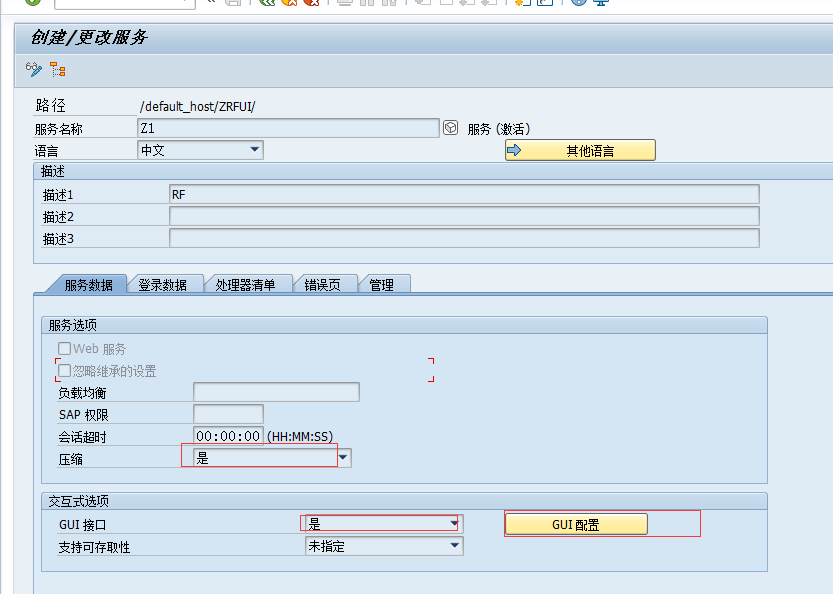 创建/更改服务
路径 /default_host/ZRFUI/
服务名称 Z1 服务 (激活)
语言 中文 其他语言
描述
描述1 RF
描述2
描述3
服务数据 登录数据 处理器清单 错误页 管理
服务选项
Web 服务
忽略继承的设置
负载均衡
SAP 权限
会话超时 00:00:00 (HH:MM:SS)
压缩 是
交互式选项
GUI 接口 是 GUI 配置
支持可存取性 未指定